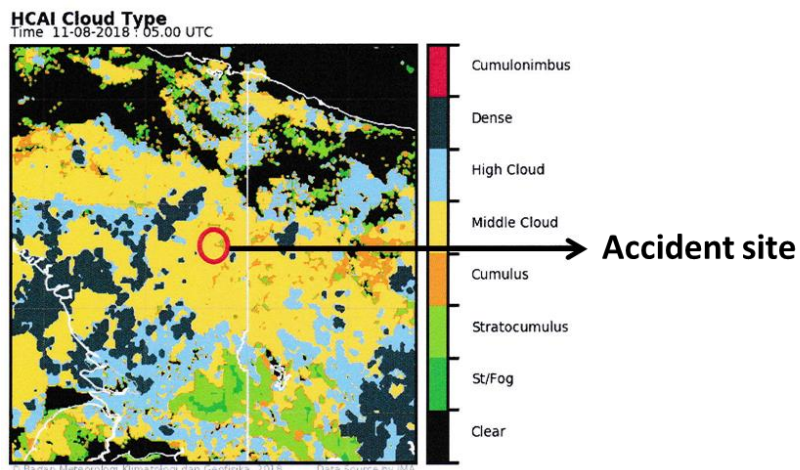 HCAI Cloud Type
Time 11-08-2018 : 05.00 UTC
Cumulonimbus
Dense
High Cloud
Middle Cloud
Accident site
Cumulus
Stratocumulus
St/Fog
Clear
© Badan Meteorologi Klimatologi dan Geofisika, 2018 Data Source by JMA